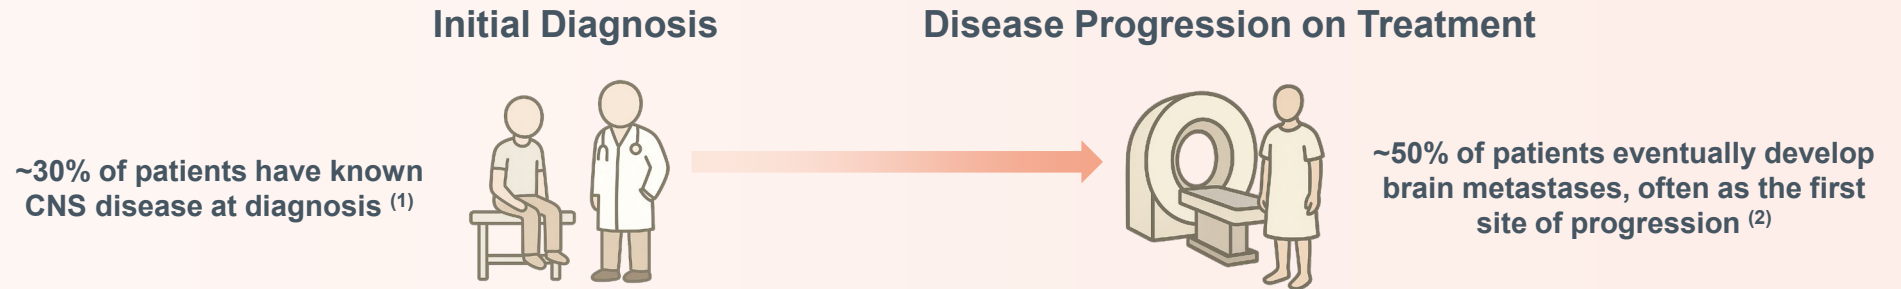 Initial Diagnosis
Disease Progression on Treatment
~30% of patients have known
CNS disease at diagnosis (1)
~50% of patients eventually develop
brain metastases, often as the first
site of progression (2)